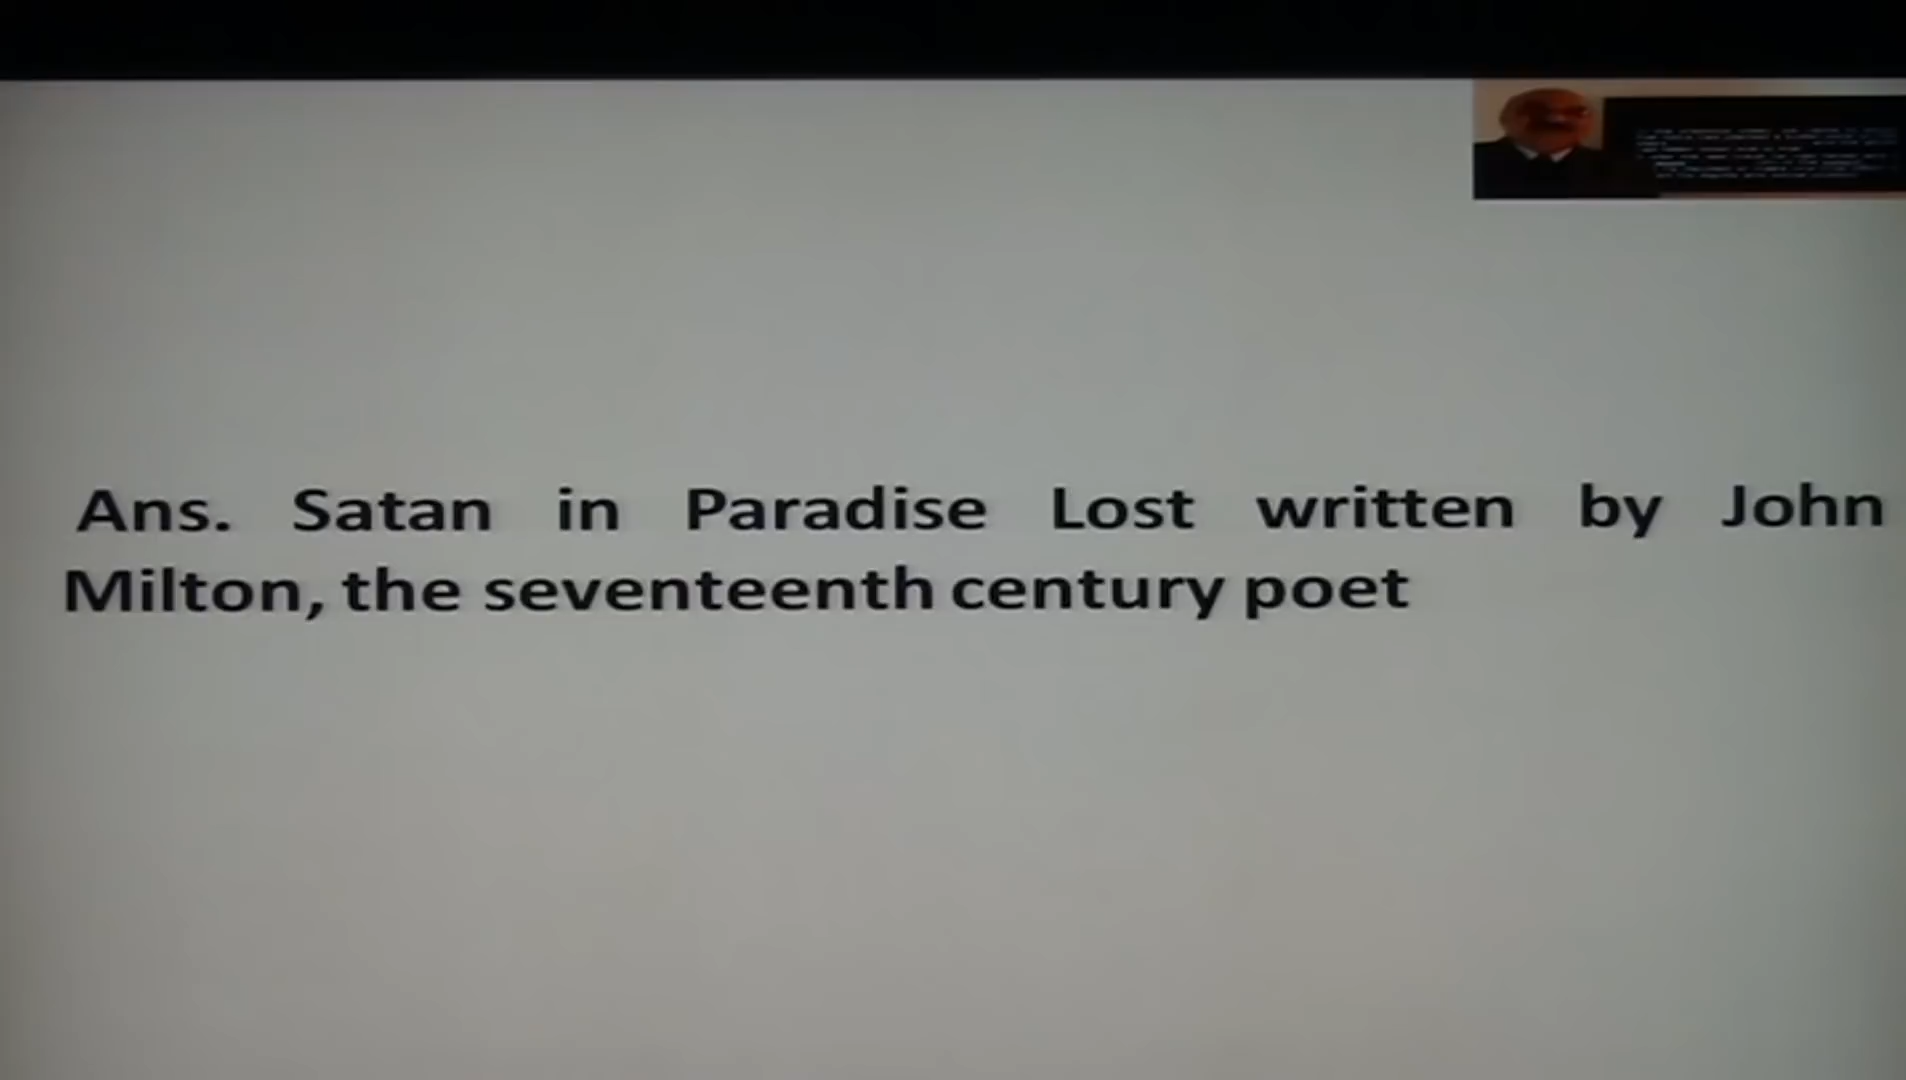 Ans. Satan in Paradise Lost written by John
Milton, the seventeenth century poet